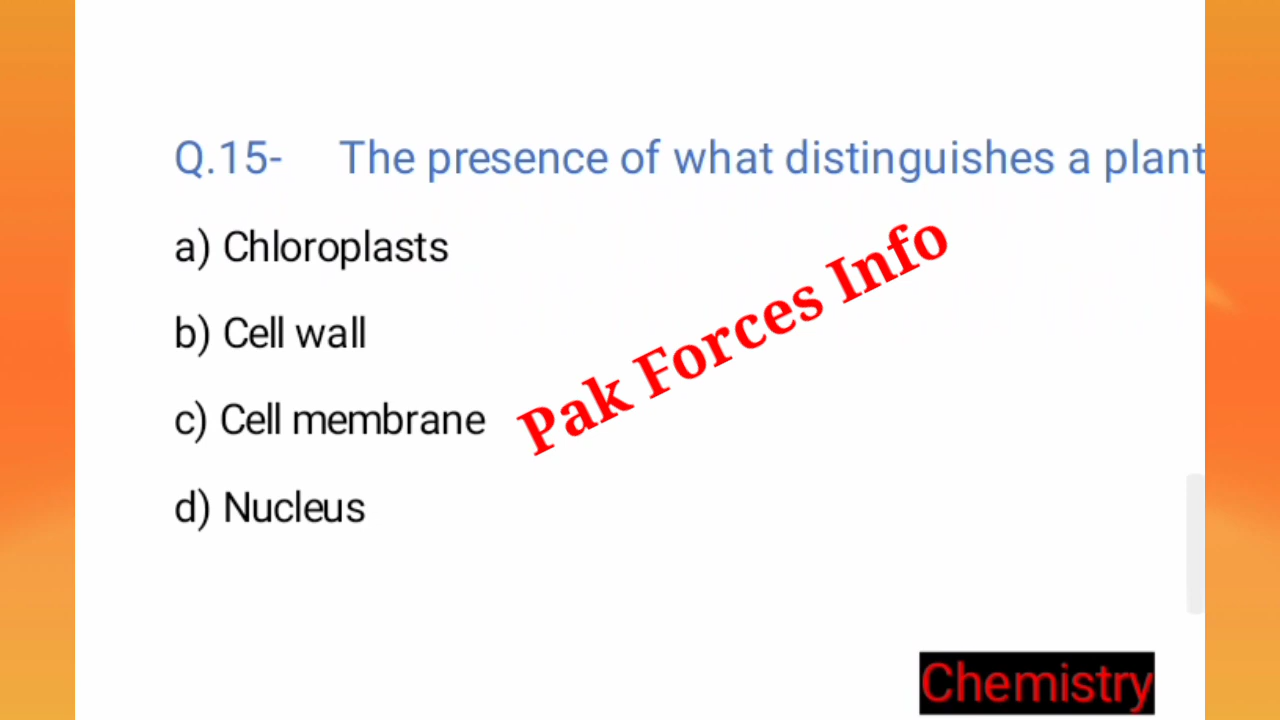 Q.15- The presence of what distinguishes a plant
a) Chloroplasts
b) Cell wall
c) Cell membrane
d) Nucleus
Pak Forces Info
Chemistry